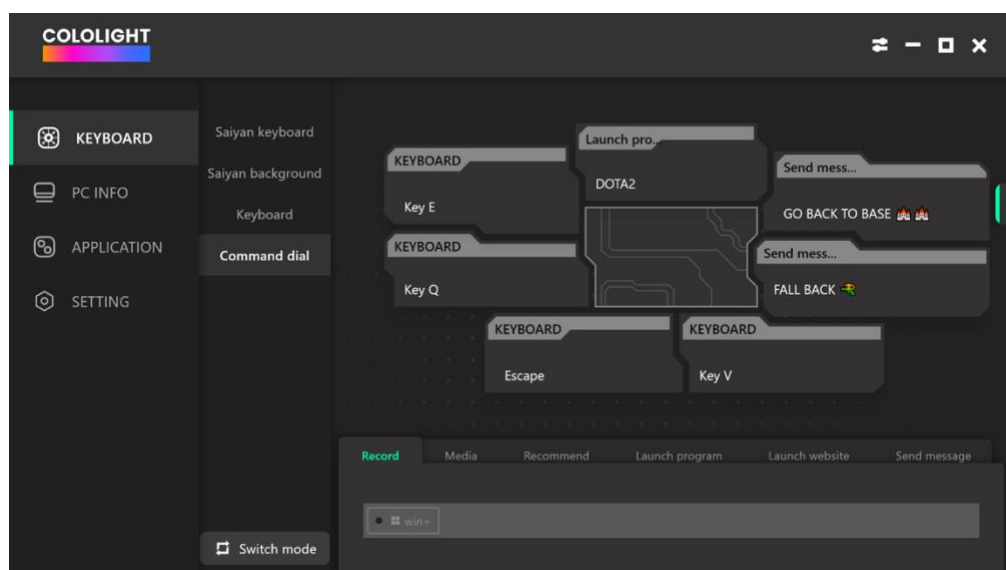 COLOLIGHT
KEYBOARD
PC INFO
APPLICATION
SETTING
Saiyan keyboard
Saiyan background
Keyboard
Command dial
Switch mode
Launch pro...
DOTA2
KEYBOARD
Key E
Send mess...
GO BACK TO BASE
KEYBOARD
Key Q
Send mess...
FALL BACK
KEYBOARD
Escape
KEYBOARD
Key V
Record Media Recommend Launch program Launch website Send message
win+